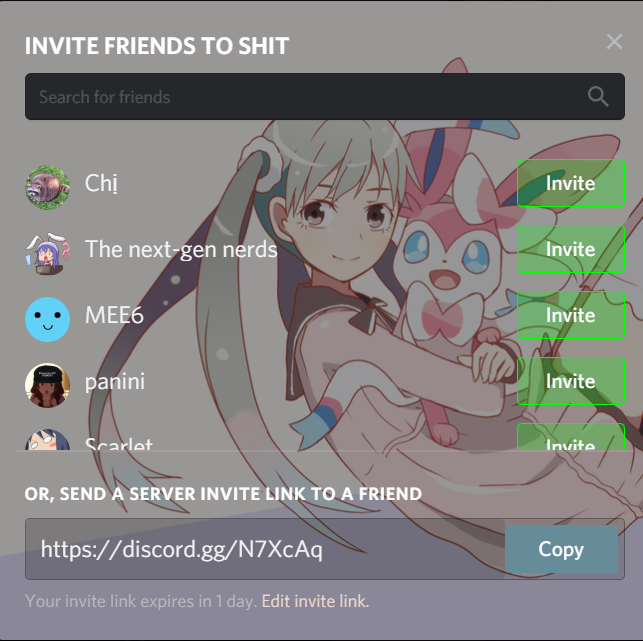 INVITE FRIENDS TO SHIT
Search for friends
Chị
Invite
The next-gen nerds
Invite
MEE6
Invite
panini
Invite
Scarlet
Invite
OR, SEND A SERVER INVITE LINK TO A FRIEND
https://discord.gg/N7XcAq
Copy
Your invite link expires in 1 day. Edit invite link.